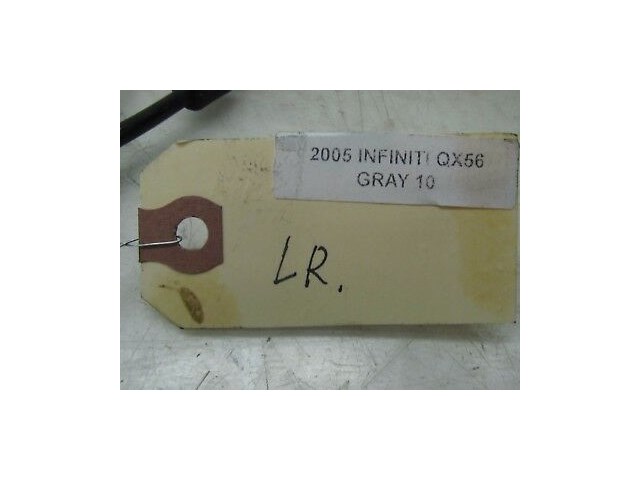 2005 INFINITI QX56
GRAY 10
LR.